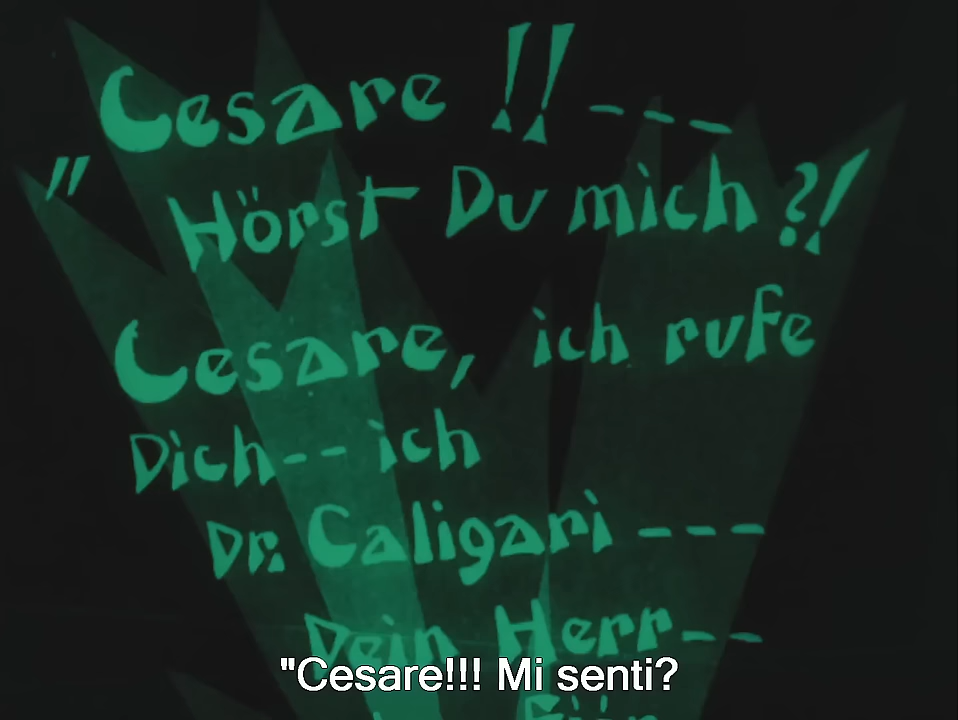 Cesare !! ---
" Hörst Du mich ?!
Cesare, ich rufe
Dich -- ich
Dr. Caligari ---
Dein Herr --
"Cesare!!! Mi senti?